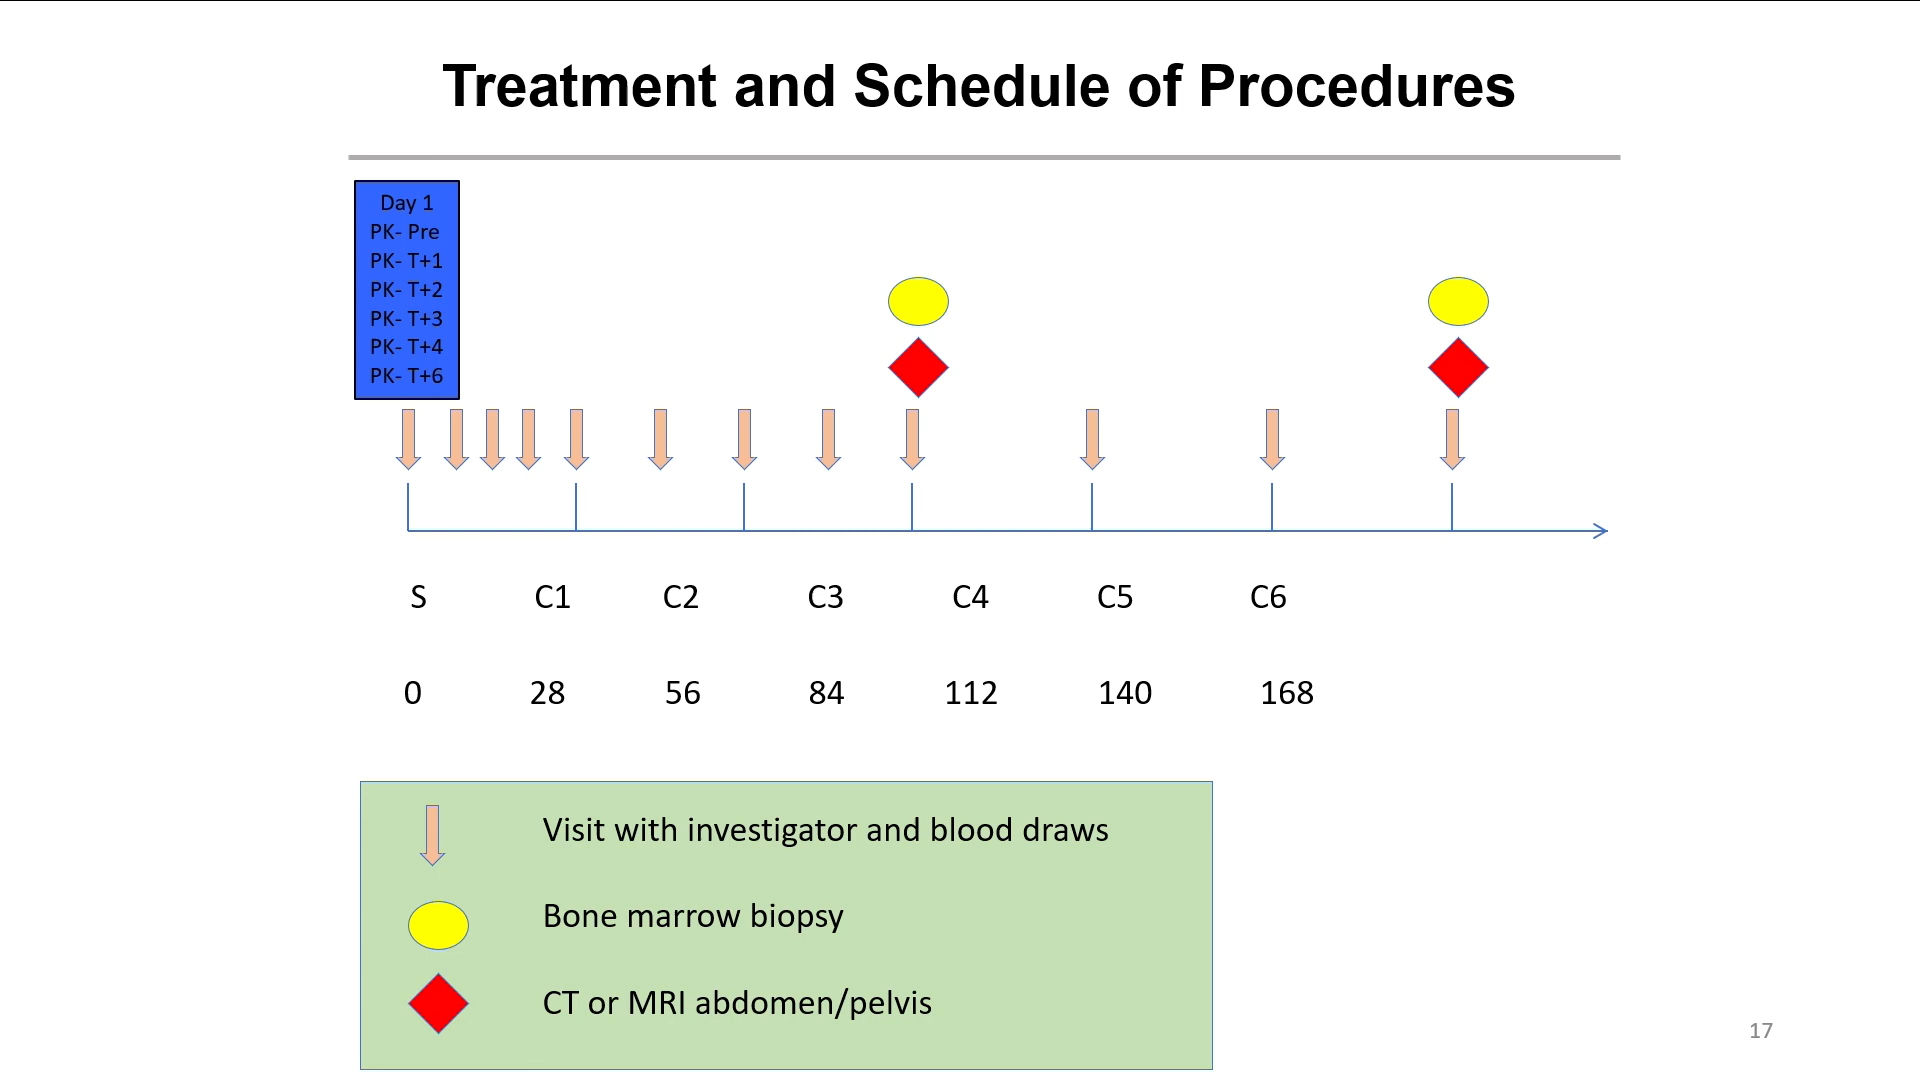 Treatment and Schedule of Procedures
Day 1
PK- Pre
PK- T+1
PK- T+2
PK- T+3
PK- T+4
PK- T+6
S C1 C2 C3 C4 C5 C6
0 28 56 84 112 140 168
Visit with investigator and blood draws
Bone marrow biopsy
CT or MRI abdomen/pelvis
17